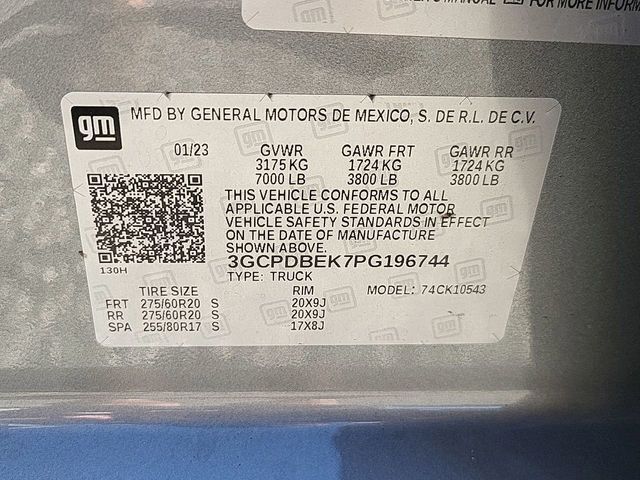 FOR MORE INFORM
gm
MFD BY GENERAL MOTORS DE MEXICO, S. DE R.L. DE C.V.
01/23 GVWR GAWR FRT GAWR RR
3175 KG 1724 KG 1724 KG
7000 LB 3800 LB 3800 LB
THIS VEHICLE CONFORMS TO ALL
APPLICABLE U.S. FEDERAL MOTOR
VEHICLE SAFETY STANDARDS IN EFFECT
ON THE DATE OF MANUFACTURE
SHOWN ABOVE.
130H
3GCPDBEK7PG196744
TYPE: TRUCK MODEL: 74CK10543
TIRE SIZE RIM
FRT 275/60R20 S 20X9J
RR 275/60R20 S 20X9J
SPA 255/80R17 S 17X8J